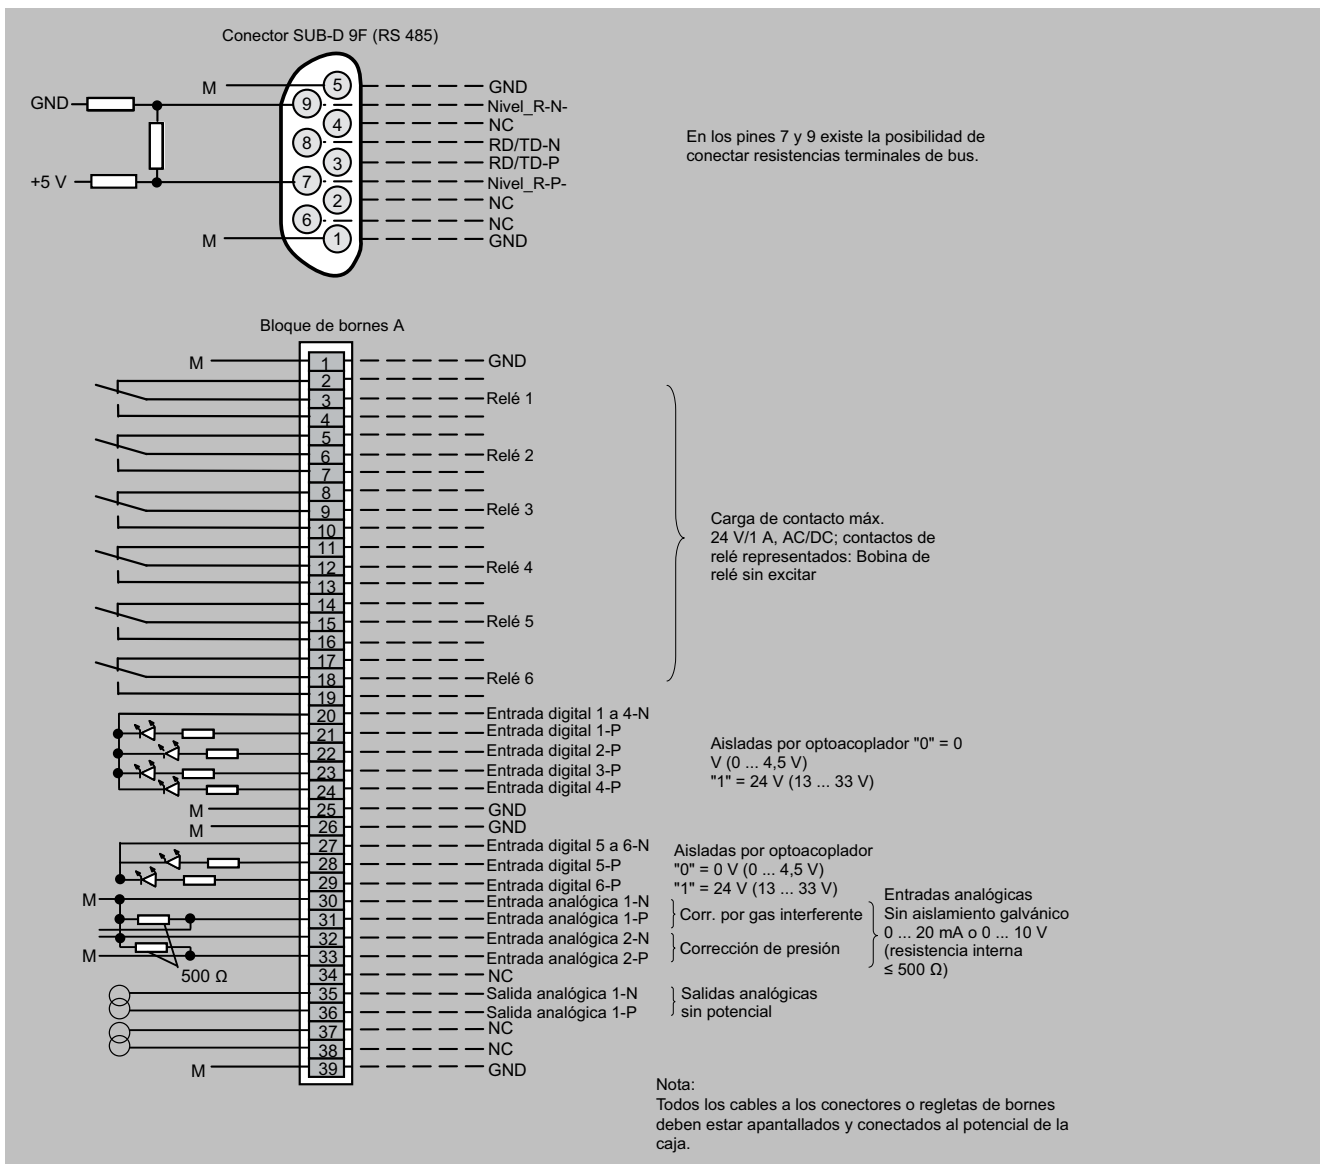 Conector SUB-D 9F (RS 485)
M 5 GND
GND 9 Nivel_R-N-
4 NC
8 RD/TD-N
3 RD/TD-P
+5 V 7 Nivel_R-P-
2 NC
6 NC
M 1 GND
En los pines 7 y 9 existe la posibilidad de
conectar resistencias terminales de bus.
Bloque de bornes A
M 1 GND
2
3 Relé 1
4
5
6 Relé 2
7
8
9 Relé 3
10
11
12 Relé 4
13
14
15 Relé 5
16
17
18 Relé 6
19
Carga de contacto máx.
24 V/1 A, AC/DC; contactos de
relé representados: Bobina de
relé sin excitar
20 Entrada digital 1 a 4-N
21 Entrada digital 1-P
22 Entrada digital 2-P
23 Entrada digital 3-P
24 Entrada digital 4-P
Aisladas por optoacoplador "0" = 0
V (0 ... 4,5 V)
"1" = 24 V (13 ... 33 V)
M 25 GND
M 26 GND
27 Entrada digital 5 a 6-N
28 Entrada digital 5-P
29 Entrada digital 6-P
Aisladas por optoacoplador
"0" = 0 V (0 ... 4,5 V)
"1" = 24 V (13 ... 33 V)
M 30 Entrada analógica 1-N
31 Entrada analógica 1-P
Corr. por gas interferente
32 Entrada analógica 2-N
M 33 Entrada analógica 2-P
Corrección de presión
500 Ω
Entradas analógicas
Sin aislamiento galvánico
0 ... 20 mA o 0 ... 10 V
(resistencia interna
≤ 500 Ω)
34 NC
35 Salida analógica 1-N
36 Salida analógica 1-P
Salidas analógicas
sin potencial
37 NC
38 NC
M 39 GND
Nota:
Todos los cables a los conectores o regletas de bornes
deben estar apantallados y conectados al potencial de la
caja.